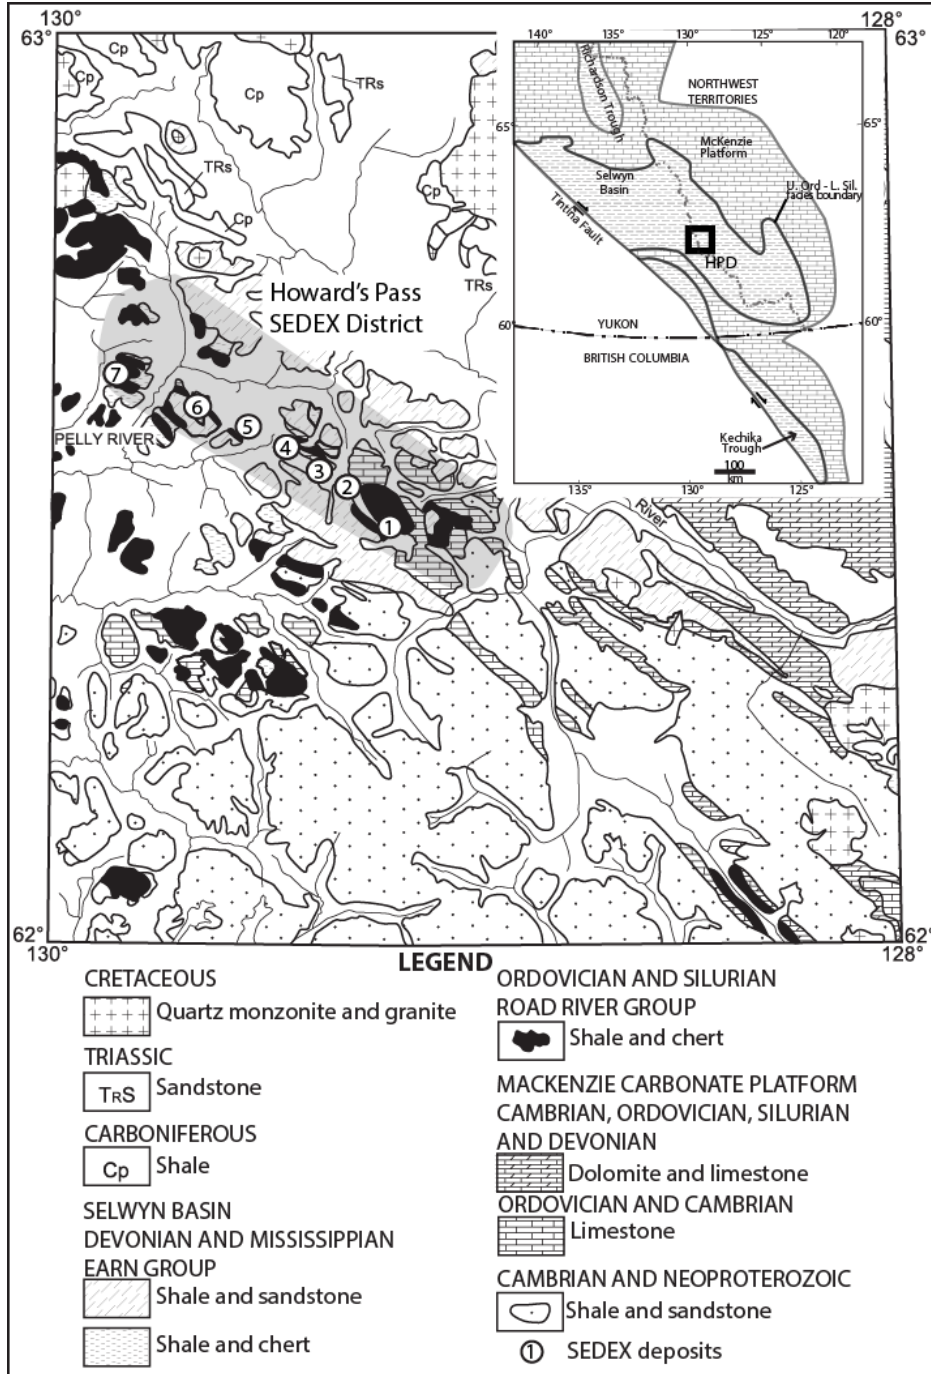 130°
128°
63°
63°
Cp
Cp
Cp
TRs
TRs
Cp
Cp
TRs
Howard's Pass
SEDEX District
7
6
5
4
3
2
1
PELLY RIVER
River
140°
135°
130°
125°
120°
Richardson Trough
NORTHWEST
TERRITORIES
65°
65°
McKenzie
Platform
Selwyn
Basin
U. Ord - L. Sil.
facies boundary
Tintina Fault
HPD
60°
60°
YUKON
BRITISH COLUMBIA
Kechika
Trough
100
km
135°
130°
125°
62°
62°
130°
128°
LEGEND
CRETACEOUS
Quartz monzonite and granite
TRIASSIC
TRS Sandstone
CARBONIFEROUS
Cp Shale
SELWYN BASIN
DEVONIAN AND MISSISSIPPIAN
EARN GROUP
Shale and sandstone
Shale and chert
ORDOVICIAN AND SILURIAN
ROAD RIVER GROUP
Shale and chert
MACKENZIE CARBONATE PLATFORM
CAMBRIAN, ORDOVICIAN, SILURIAN
AND DEVONIAN
Dolomite and limestone
ORDOVICIAN AND CAMBRIAN
Limestone
CAMBRIAN AND NEOPROTEROZOIC
Shale and sandstone
1 SEDEX deposits